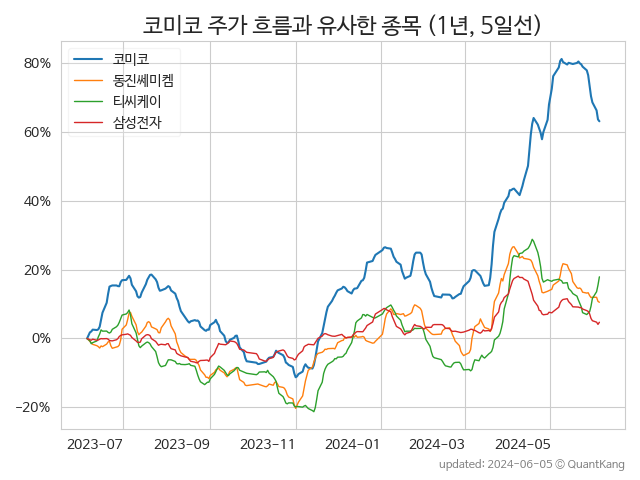 코미코 주가 흐름과 유사한 종목 (1년, 5일선)
코미코
동진쎄미켐
티씨케이
삼성전자
80%
60%
40%
20%
0%
−20%
2023-07 2023-09 2023-11 2024-01 2024-03 2024-05
updated: 2024-06-05 © QuantKang